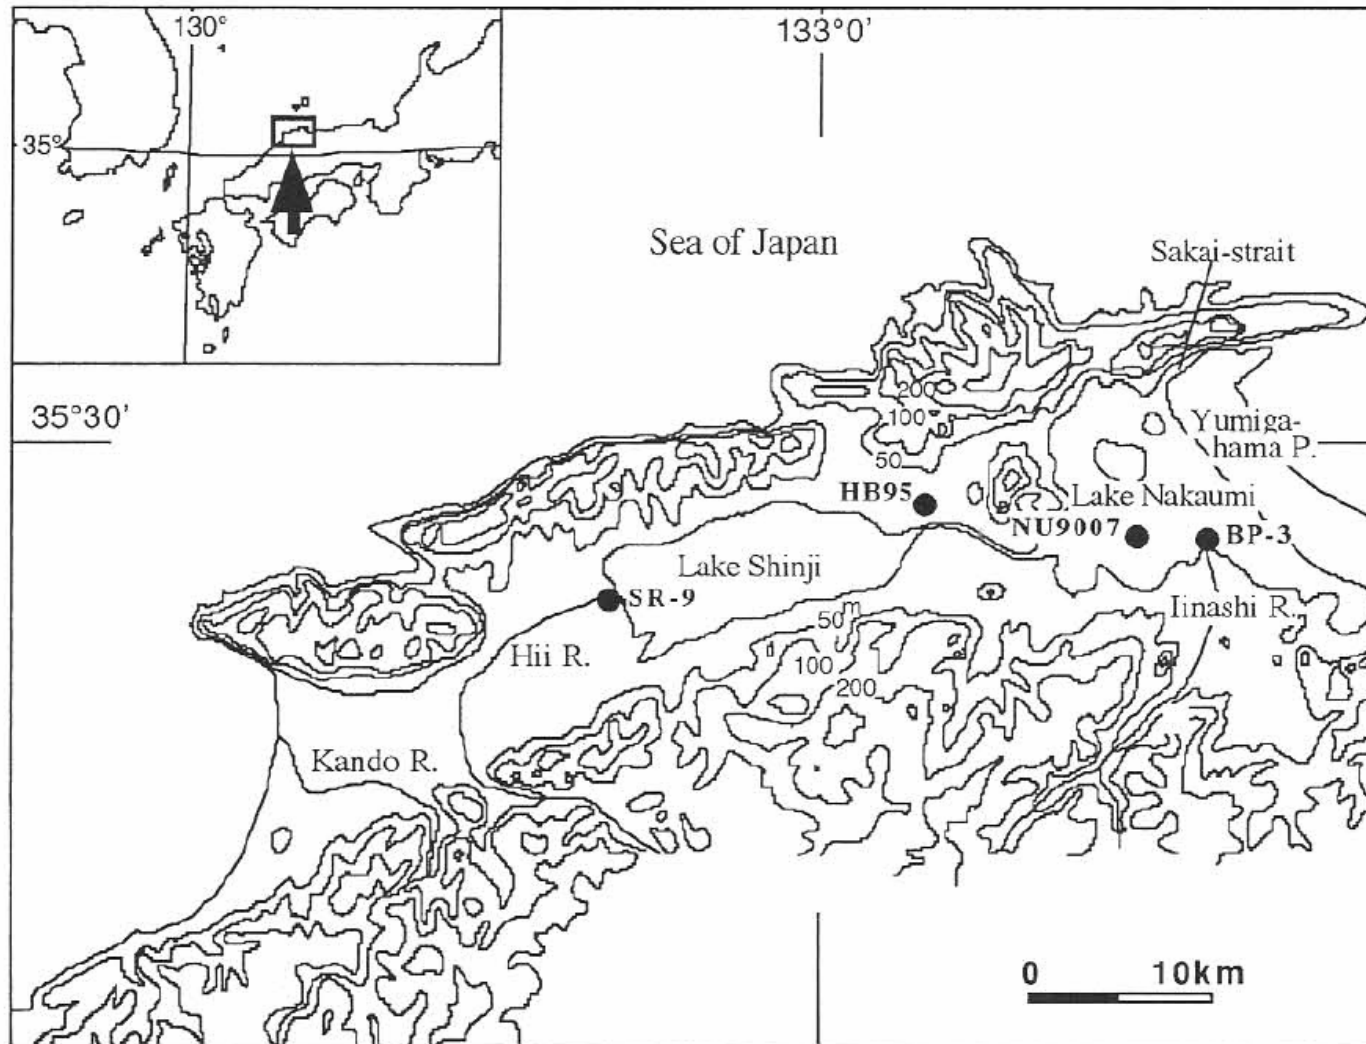 130°
133°0'
35°
Sea of Japan
Sakai-strait
35°30'
200
100
50
Yumiga-
hama P.
HB95
Lake Nakaumi
NU9007
BP-3
Lake Shinji
SR-9
50m
Iinashi R.
Hii R.
100
200
Kando R.
0 10km